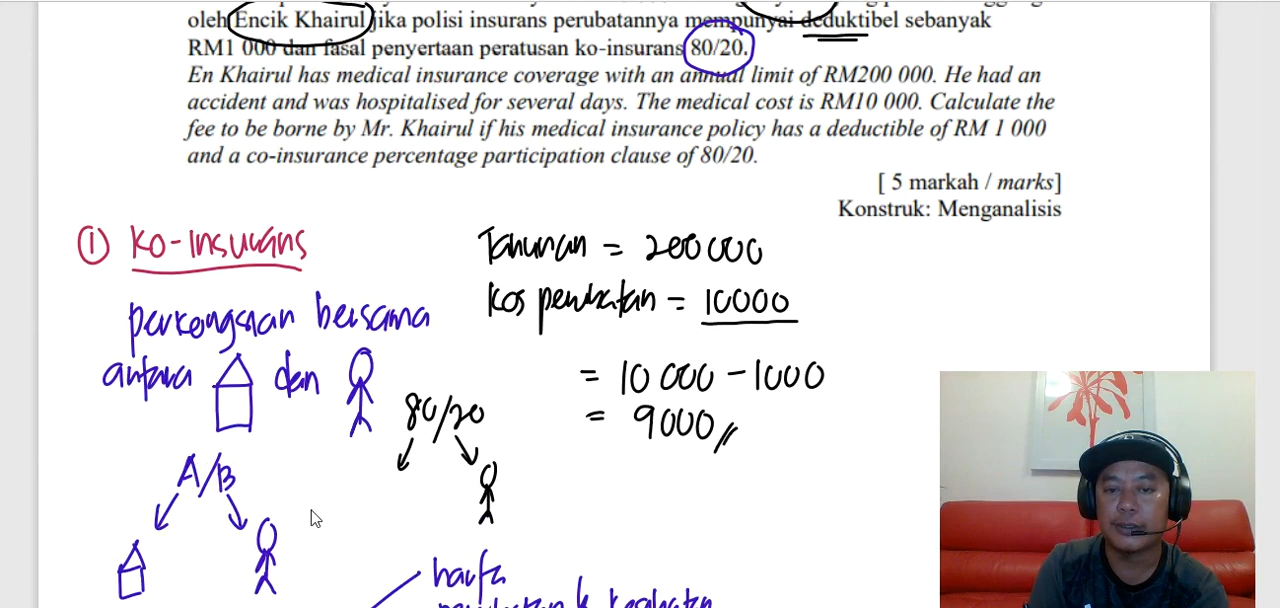 oleh Encik Khairul jika polisi insurans perubatannya mempunyai deduktibel sebanyak
RM1 000 dan fasal penyertaan peratusan ko-insurans 80/20.
En Khairul has medical insurance coverage with an annual limit of RM200 000. He had an
accident and was hospitalised for several days. The medical cost is RM10 000. Calculate the
fee to be borne by Mr. Khairul if his medical insurance policy has a deductible of RM 1 000
and a co-insurance percentage participation clause of 80/20.
[ 5 markah / marks]
Konstruk: Menganalisis
① Ko-Insurans
perkongsian bersama
antara dan
A/B
80/20
Tahunan = 200000
Kos perubatan = 10000
= 10 000 - 1000
= 9000 //